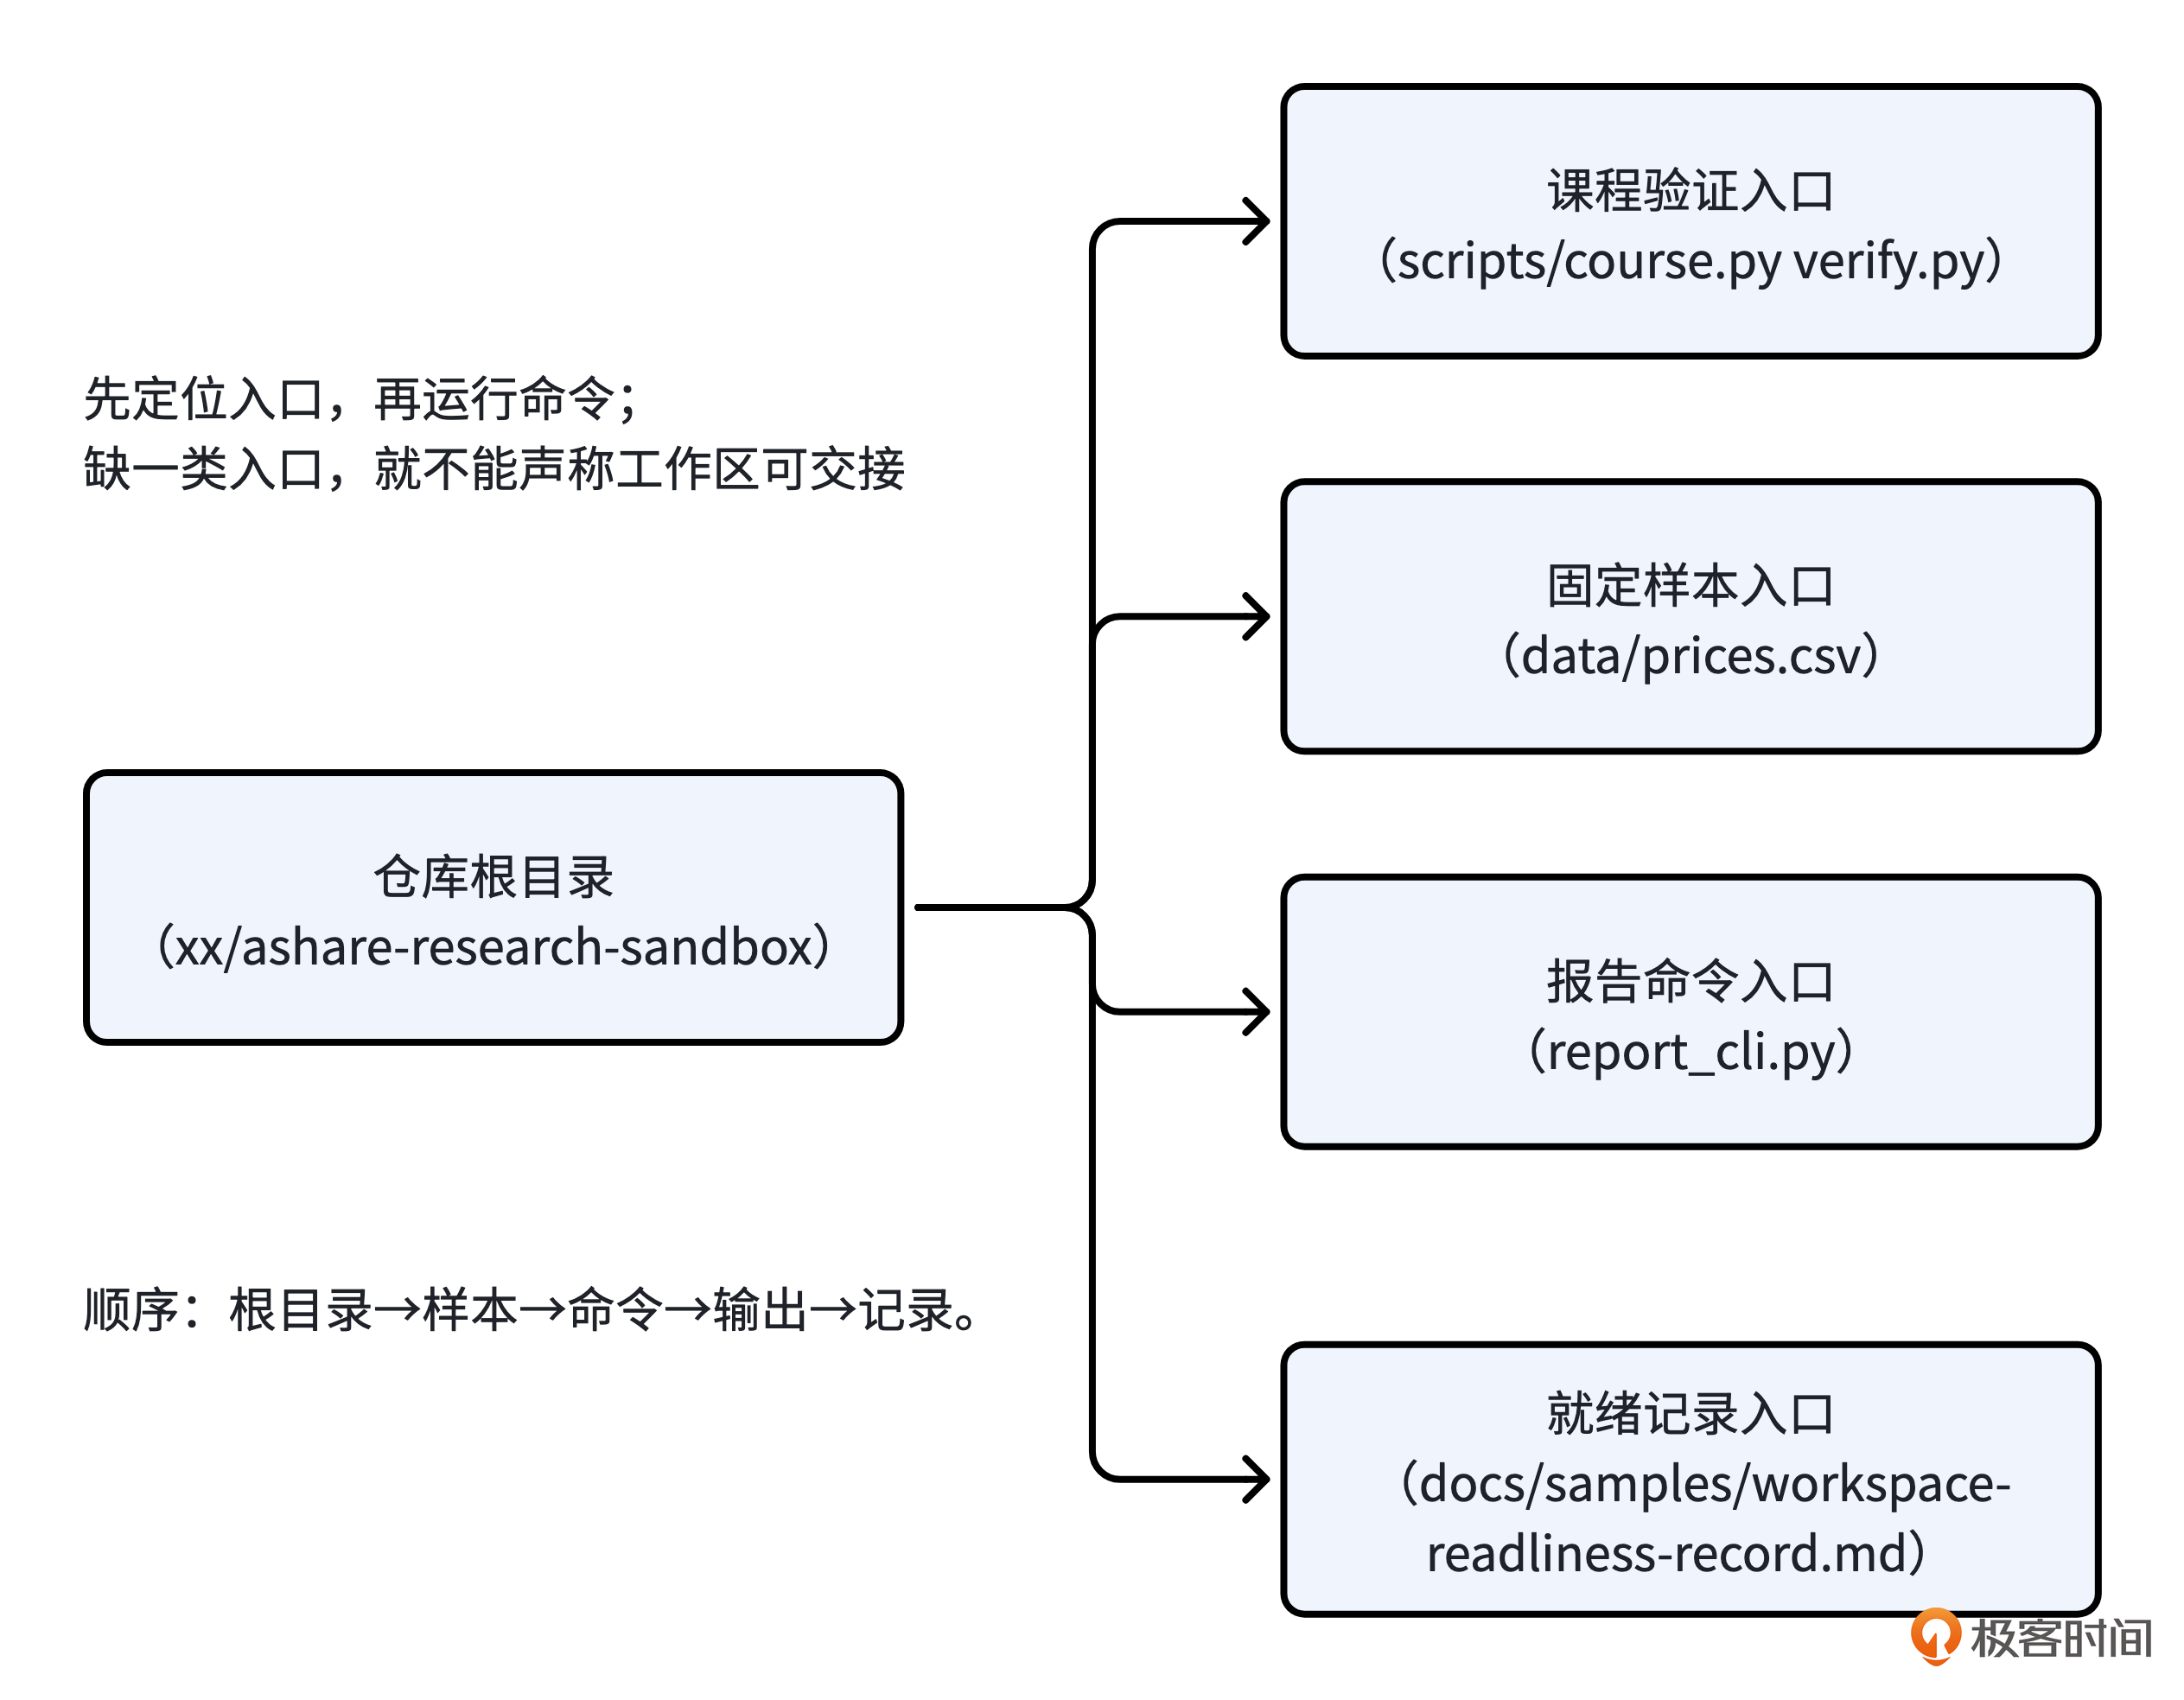 先定位入口，再运行命令；
缺一类入口，就不能声称工作区可交接
仓库根目录
（xx/ashare-reearch-sandbox）
顺序：根目录→样本→命令→输出→记录。
课程验证入口
（scripts/course.py verify.py）
固定样本入口
（data/prices.csv）
报告命令入口
（report_cli.py）
就绪记录入口
（docs/samples/workspace-
readliness-record.md）
极客时间